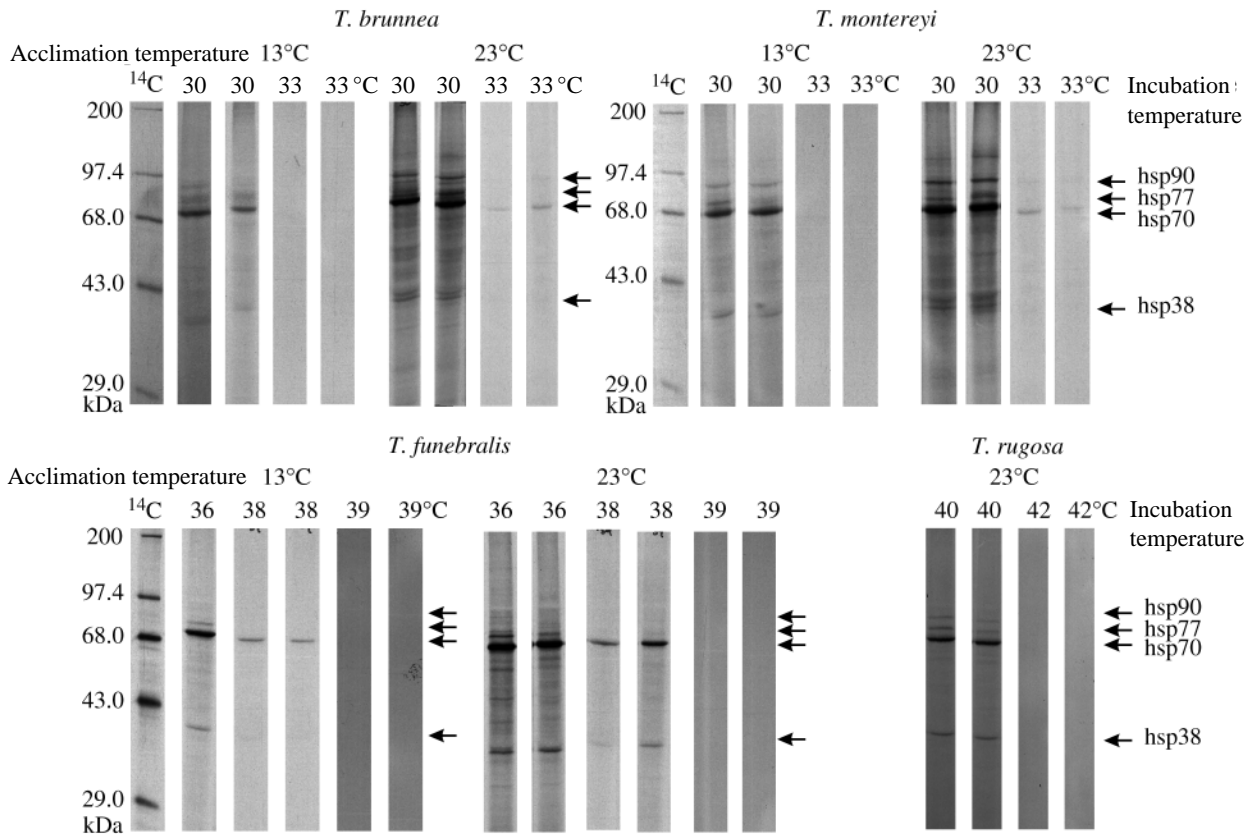 T. brunnea T. montereyi
Acclimation temperature 13°C 23°C 13°C 23°C
14C 30 30 33 33 °C 30 30 33 33°C 14C 30 30 33 33°C 30 30 33 33°C Incubation
temperature
200 200
97.4 97.4 hsp90
hsp77
68.0 68.0 hsp70
43.0 43.0
hsp38
29.0 29.0
kDa kDa
T. funebralis T. rugosa
Acclimation temperature 13°C 23°C 23°C
14C 36 38 38 39 39°C 36 36 38 38 39 39 40 40 42 42°C Incubation
temperature
200
97.4 hsp90
hsp77
68.0 hsp70
43.0
hsp38
29.0
kDa